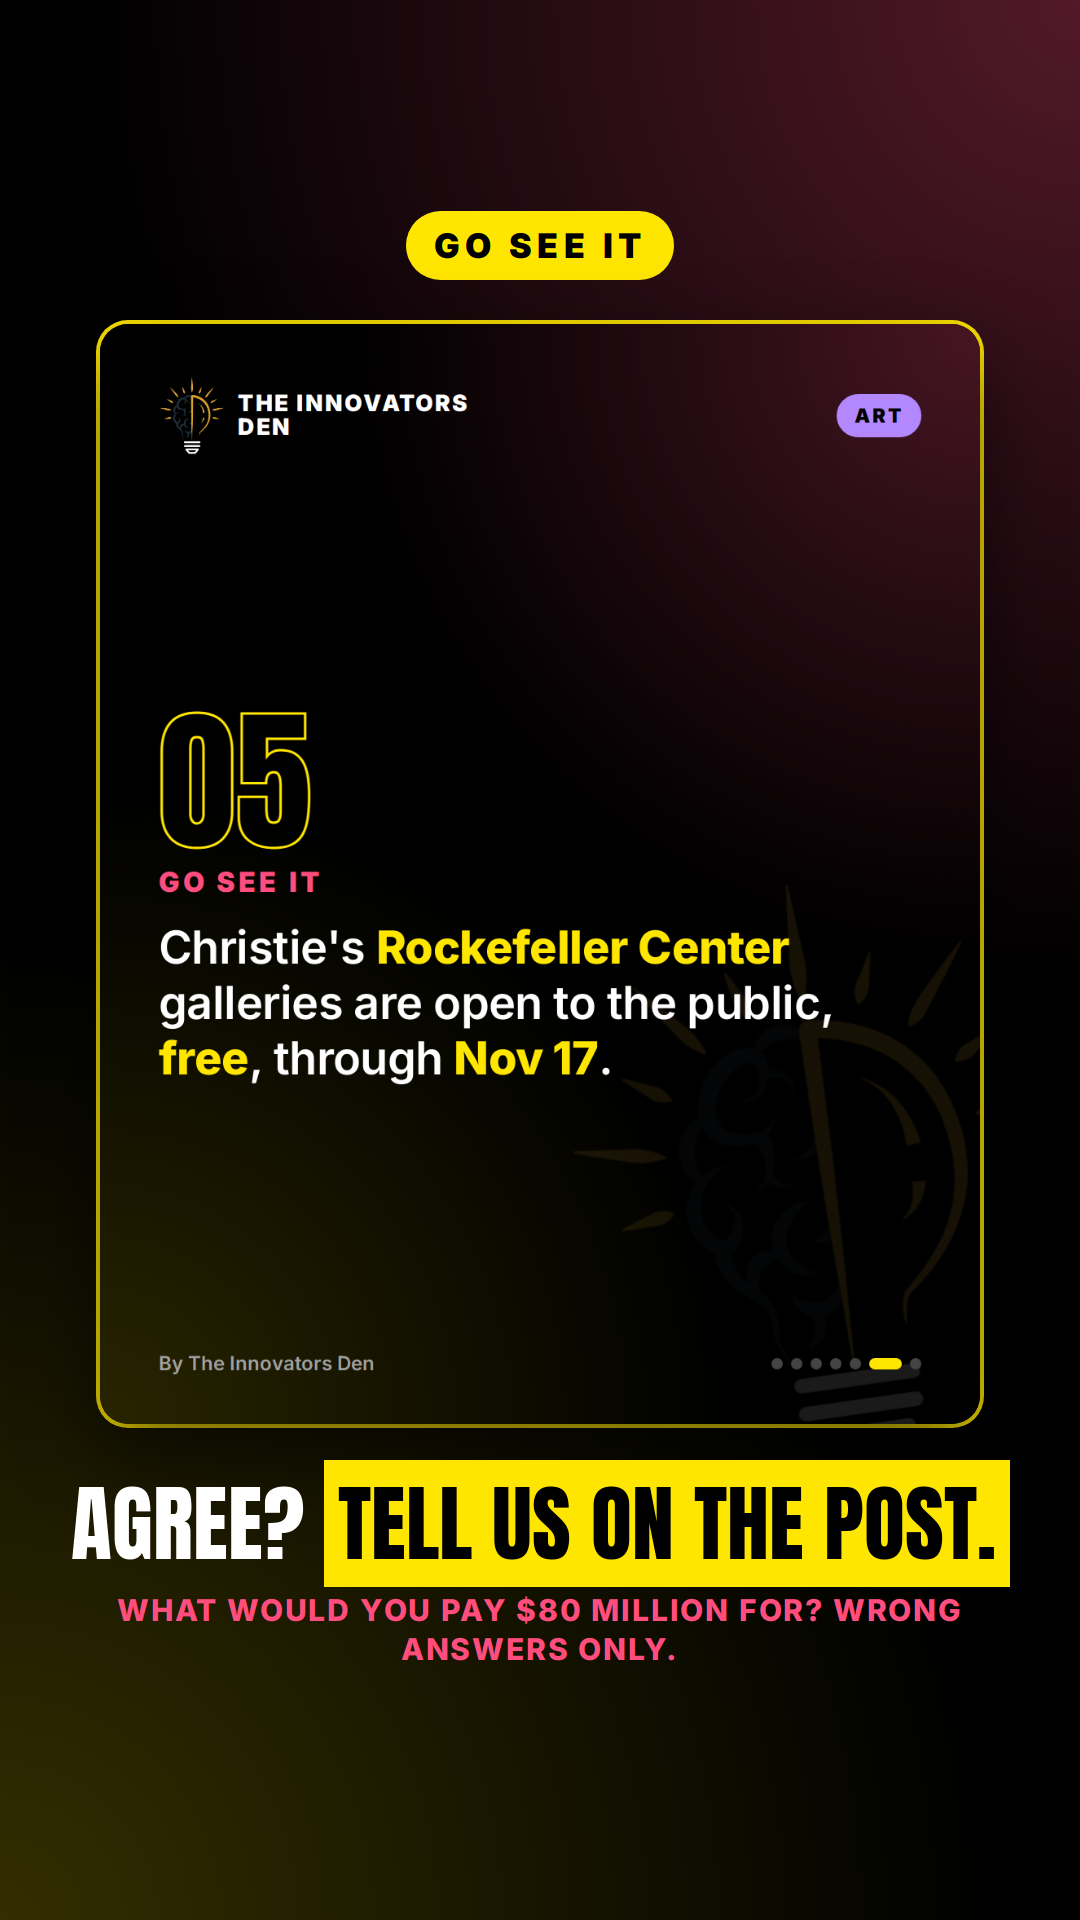 GO SEE IT
THE INNOVATORS
DEN
ART
05
GO SEE IT
Christie's Rockefeller Center
galleries are open to the public,
free, through Nov 17.
By The Innovators Den
AGREE? TELL US ON THE POST.
WHAT WOULD YOU PAY $80 MILLION FOR? WRONG
ANSWERS ONLY.